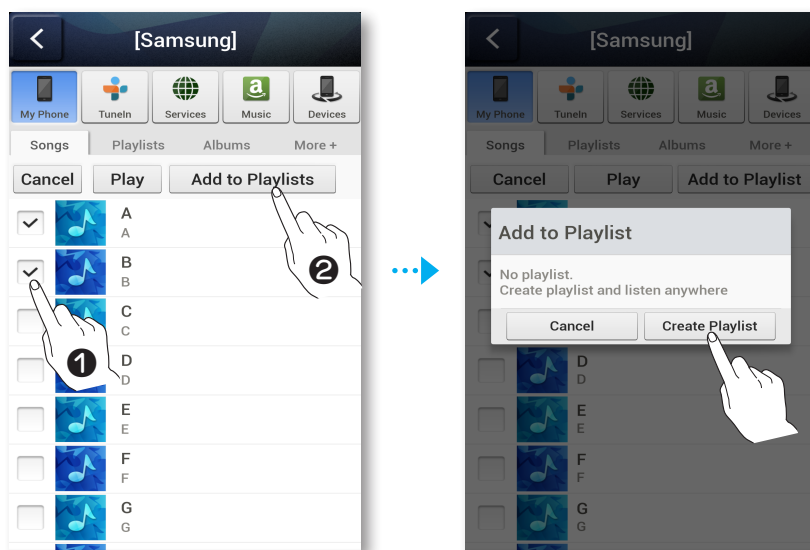 [Samsung]
My Phone TuneIn Services Music Devices
Songs Playlists Albums More +
Cancel Play Add to Playlists
A
A
B
B
C
C
D
D
E
E
F
F
G
G
1
2
[Samsung]
My Phone TuneIn Services Music Devices
Songs Playlists Albums More +
Cancel Play Add to Playlist
Add to Playlist
No playlist.
Create playlist and listen anywhere
Cancel Create Playlist
D
D
E
E
F
F
G
G